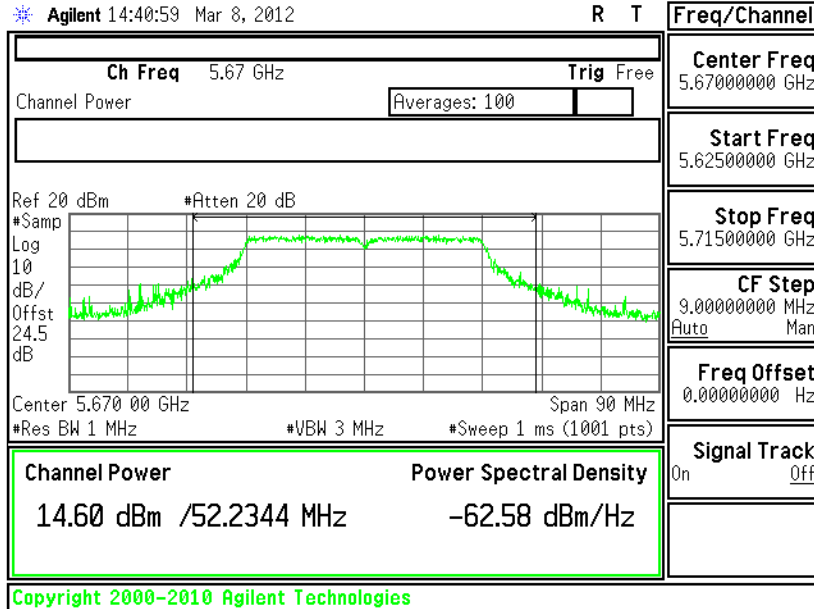 Agilent 14:40:59 Mar 8, 2012 R T
Ch Freq 5.67 GHz Trig Free
Channel Power Averages: 100
Ref 20 dBm #Atten 20 dB
#Samp
Log
10
dB/
Offst
24.5
dB
Center 5.670 00 GHz Span 90 MHz
#Res BW 1 MHz #VBW 3 MHz #Sweep 1 ms (1001 pts)
Channel Power Power Spectral Density
14.60 dBm /52.2344 MHz -62.58 dBm/Hz
Copyright 2000-2010 Agilent Technologies
Freq/Channel
Center Freq
5.67000000 GHz
Start Freq
5.62500000 GHz
Stop Freq
5.71500000 GHz
CF Step
9.00000000 MHz
Auto Man
Freq Offset
0.00000000 Hz
Signal Track
On Off